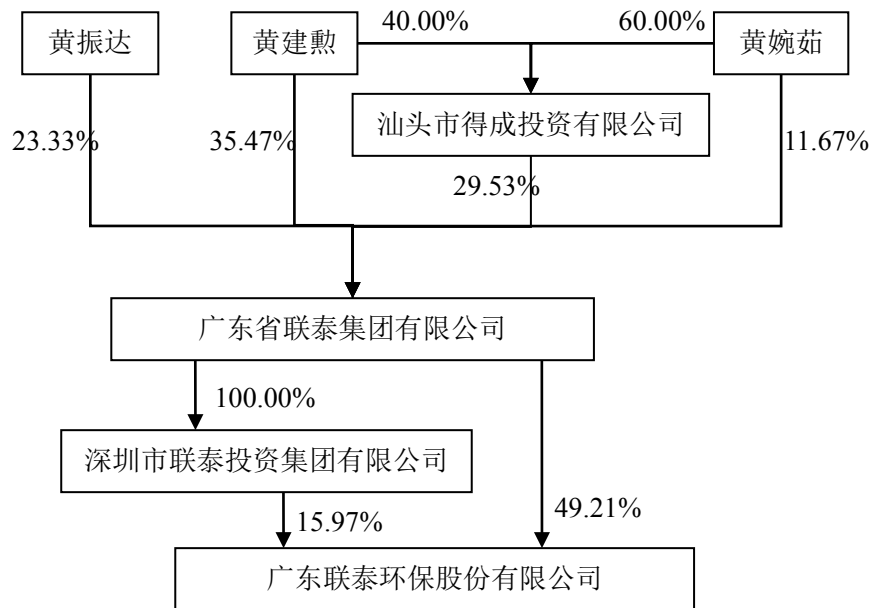 40.00%
60.00%
黄振达
黄建勲
黄婉茹
汕头市得成投资有限公司
23.33%
35.47%
11.67%
29.53%
广东省联泰集团有限公司
100.00%
深圳市联泰投资集团有限公司
15.97%
49.21%
广东联泰环保股份有限公司